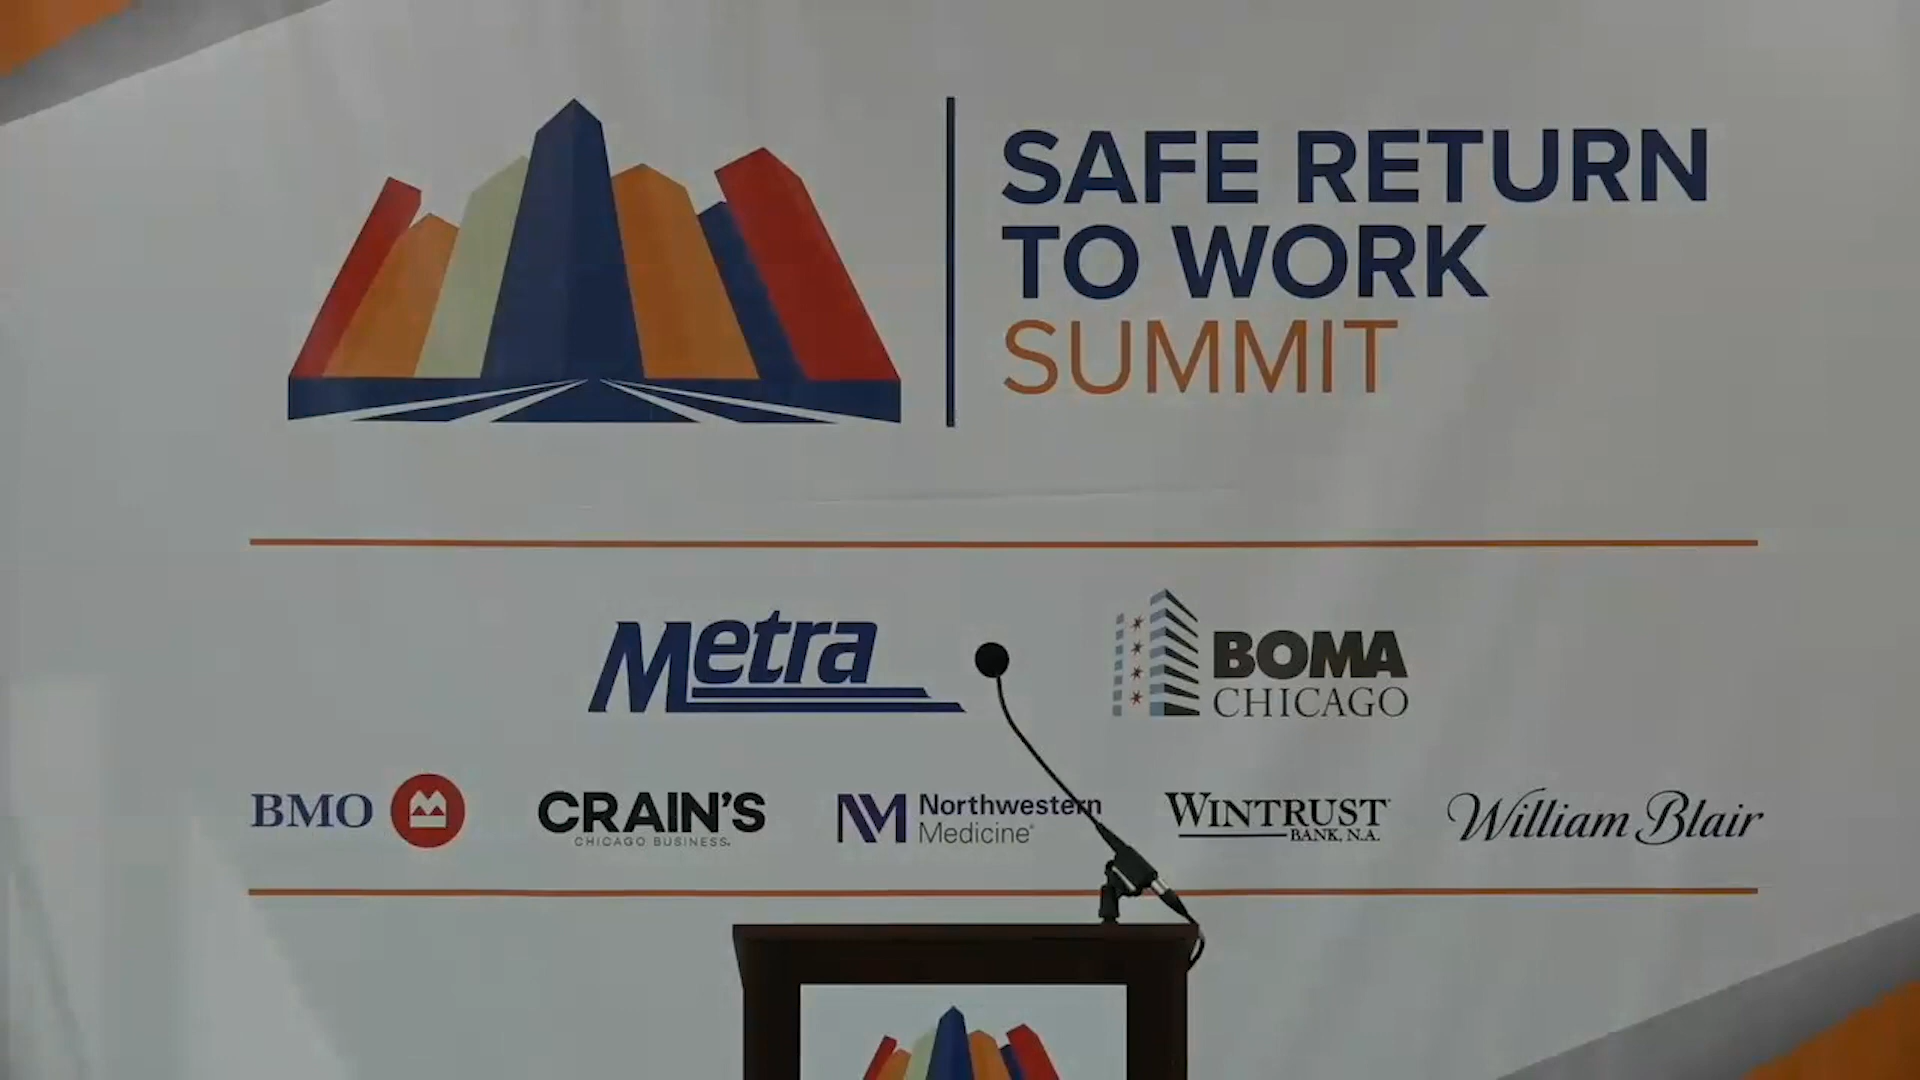 SAFE RETURN
TO WORK
SUMMIT
Metra
BOMA
CHICAGO
BMO
CRAIN'S
CHICAGO BUSINESS.
Northwestern
Medicine®
WINTRUST
BANK, N.A.
William Blair